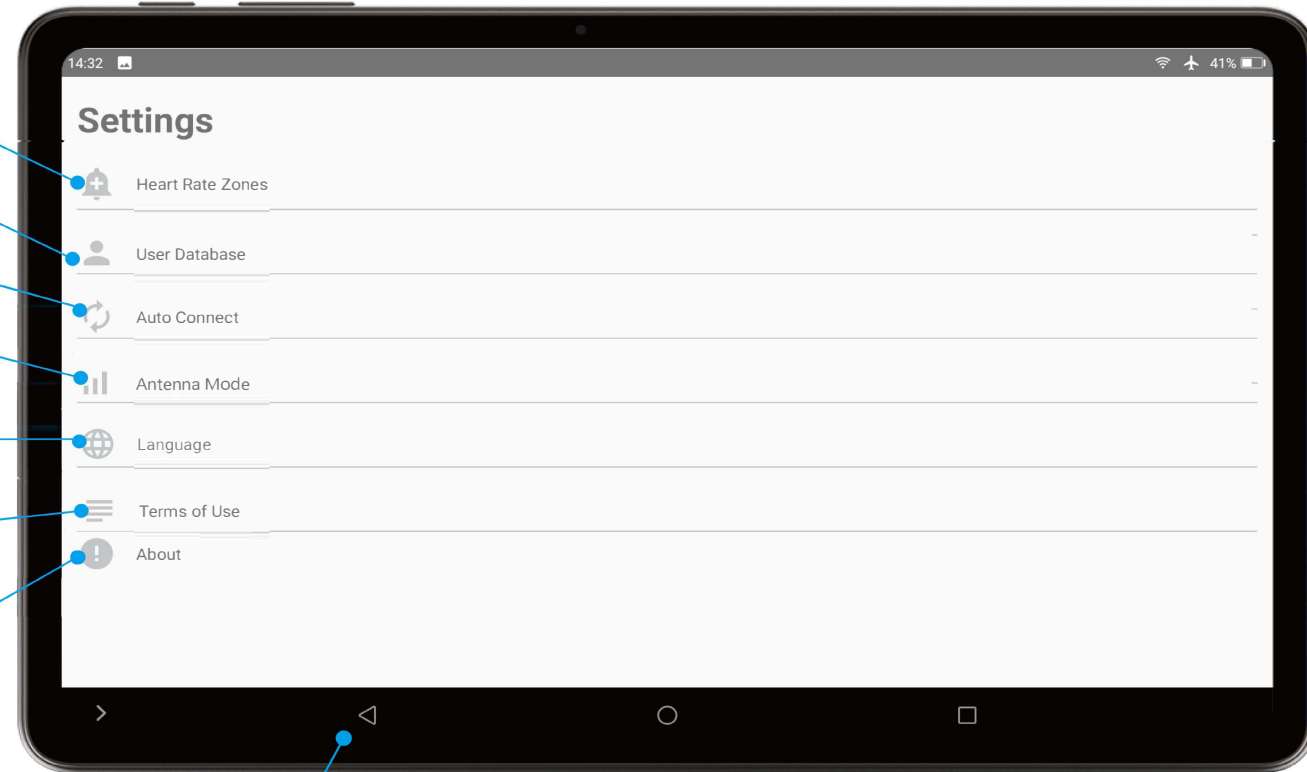 14:32
41%
Settings
Heart Rate Zones
User Database
Auto Connect
Antenna Mode
Language
Terms of Use
About